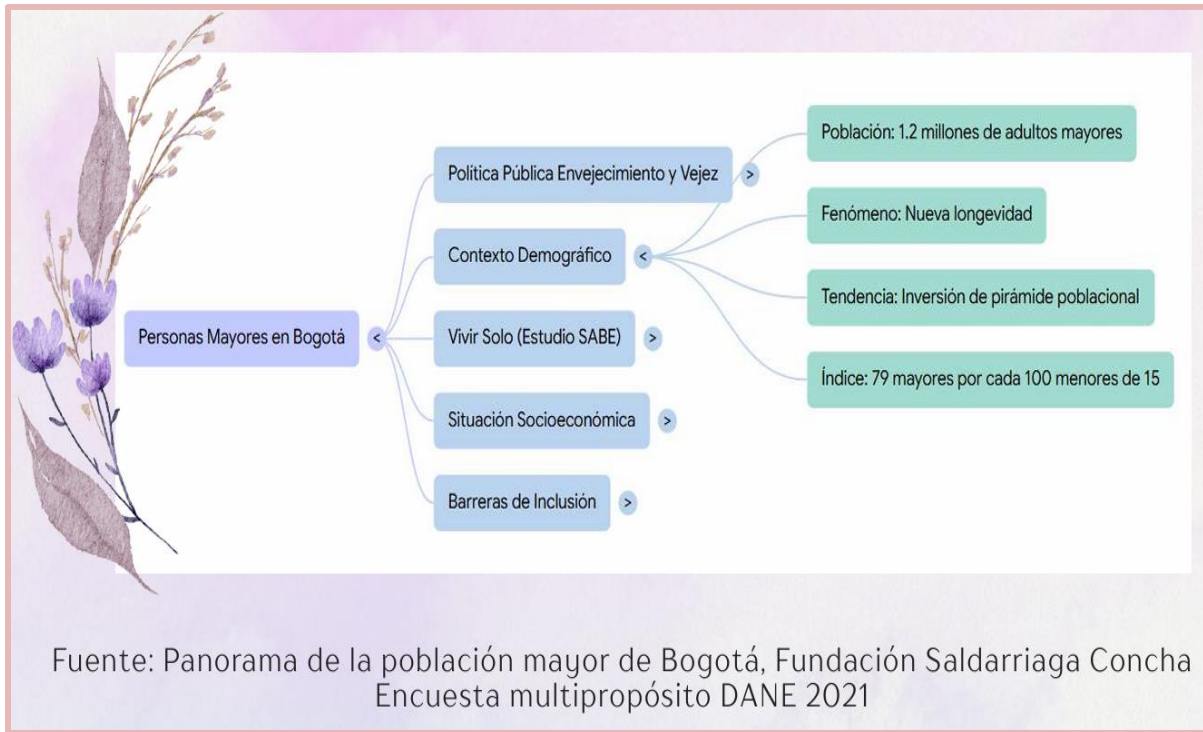 Personas Mayores en Bogotá
<
Política Pública Envejecimiento y Vejez
>
Contexto Demográfico
<
Población: 1.2 millones de adultos mayores
Fenómeno: Nueva longevidad
Tendencia: Inversión de pirámide poblacional
Índice: 79 mayores por cada 100 menores de 15
Vivir Solo (Estudio SABE)
>
Situación Socioeconómica
>
Barreras de Inclusión
>
Fuente: Panorama de la población mayor de Bogotá, Fundación Saldarriaga Concha
Encuesta multipropósito DANE 2021